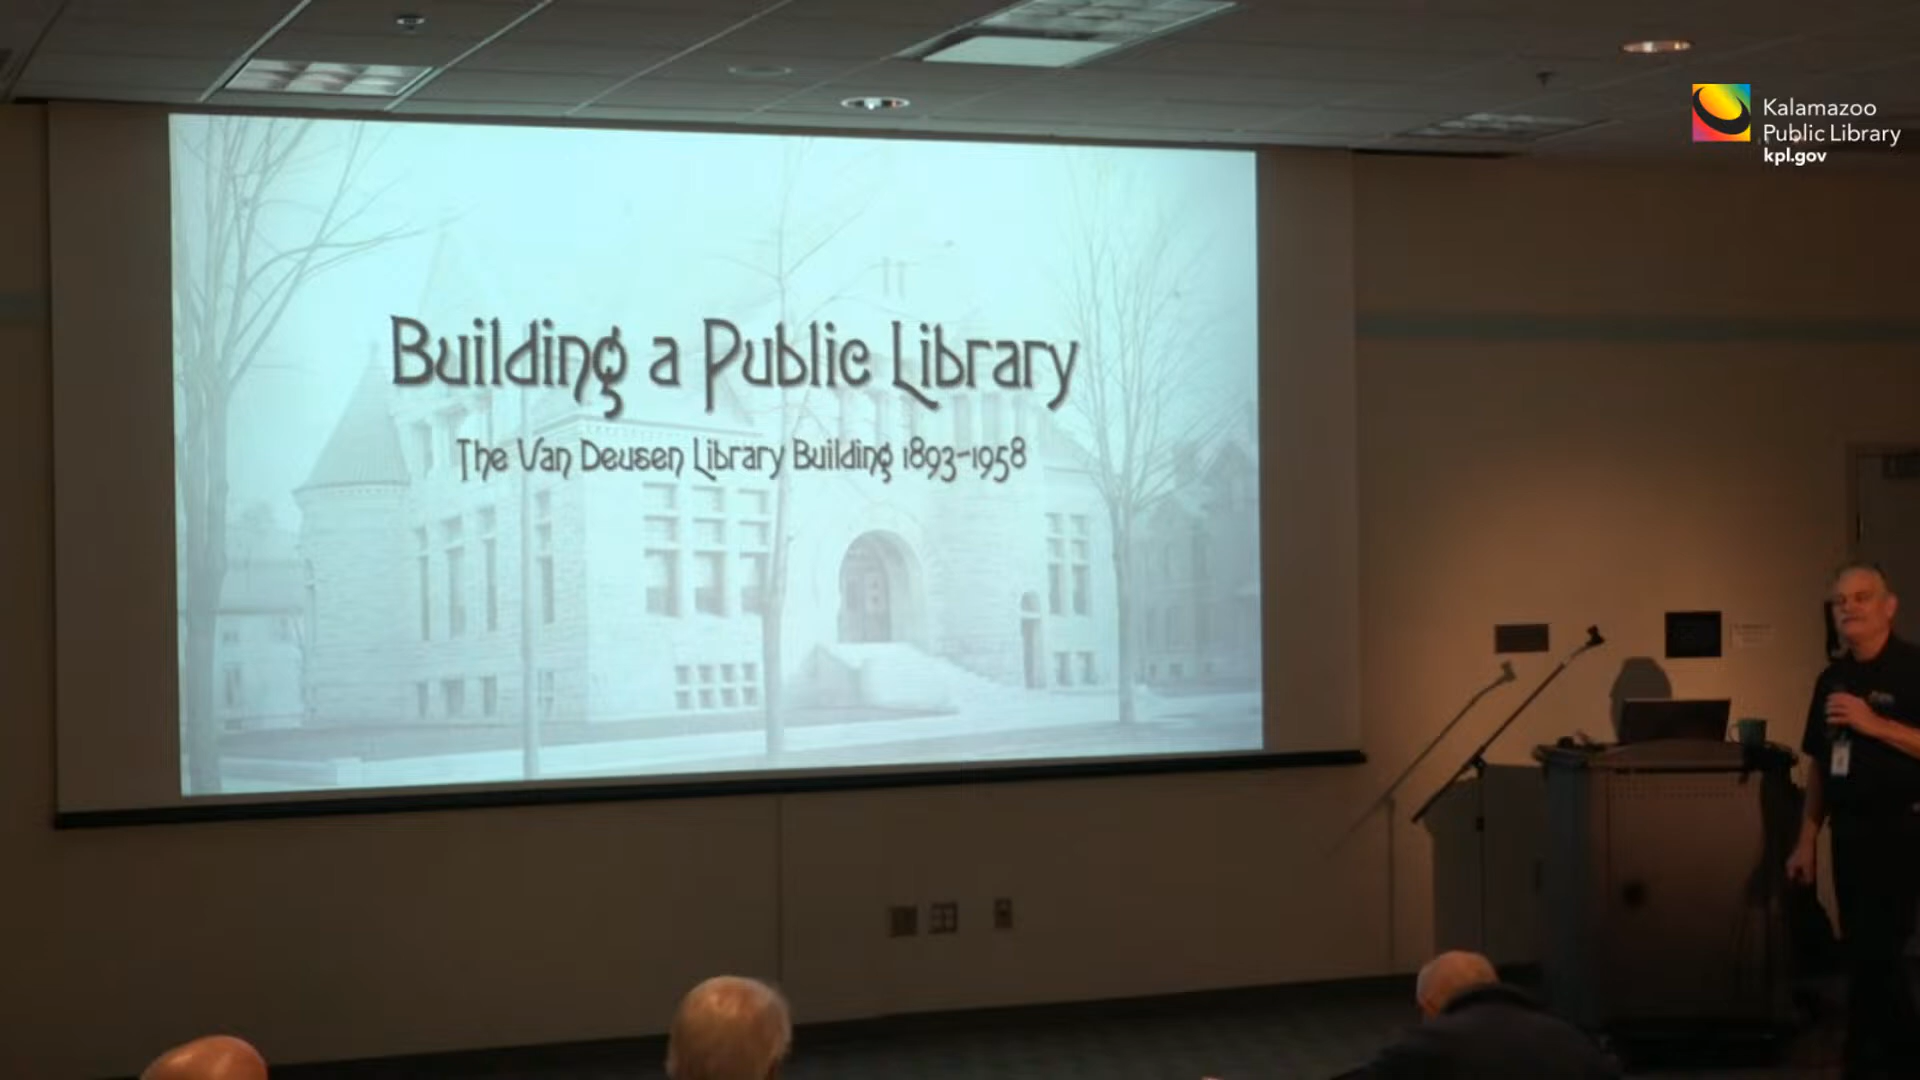 Kalamazoo
Public Library
kpl.gov
Building a Public Library
The Van Deusen Library Building 1893-1958